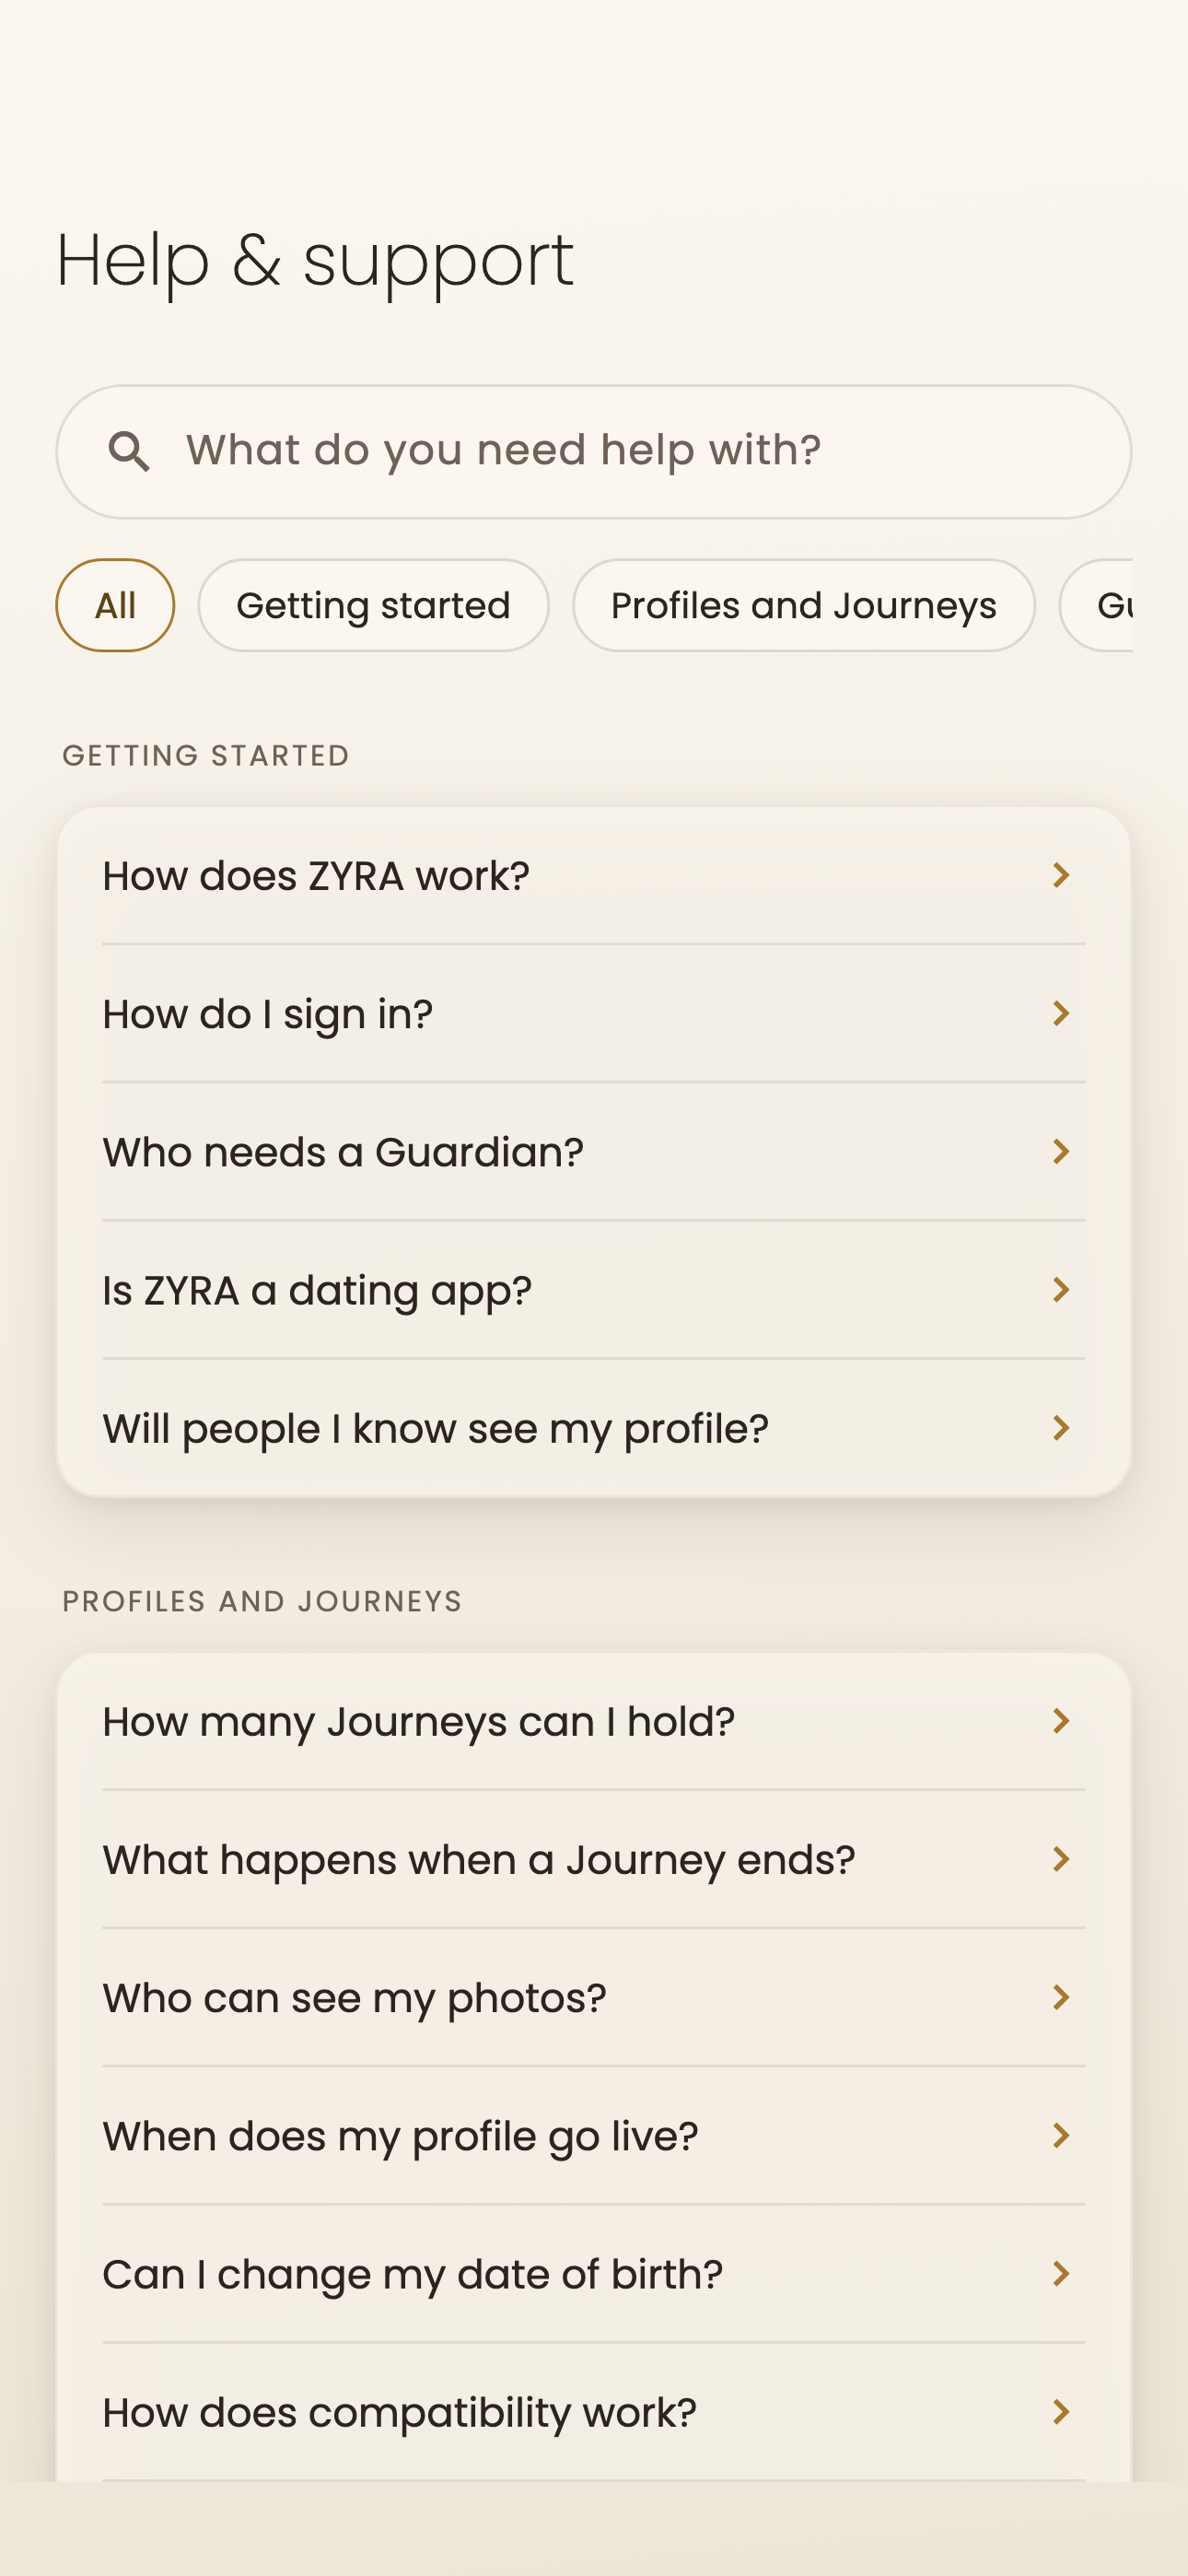 Help & support
What do you need help with?
All
Getting started
Profiles and Journeys
GETTING STARTED
How does ZYRA work?
How do I sign in?
Who needs a Guardian?
Is ZYRA a dating app?
Will people I know see my profile?
PROFILES AND JOURNEYS
How many Journeys can I hold?
What happens when a Journey ends?
Who can see my photos?
When does my profile go live?
Can I change my date of birth?
How does compatibility work?